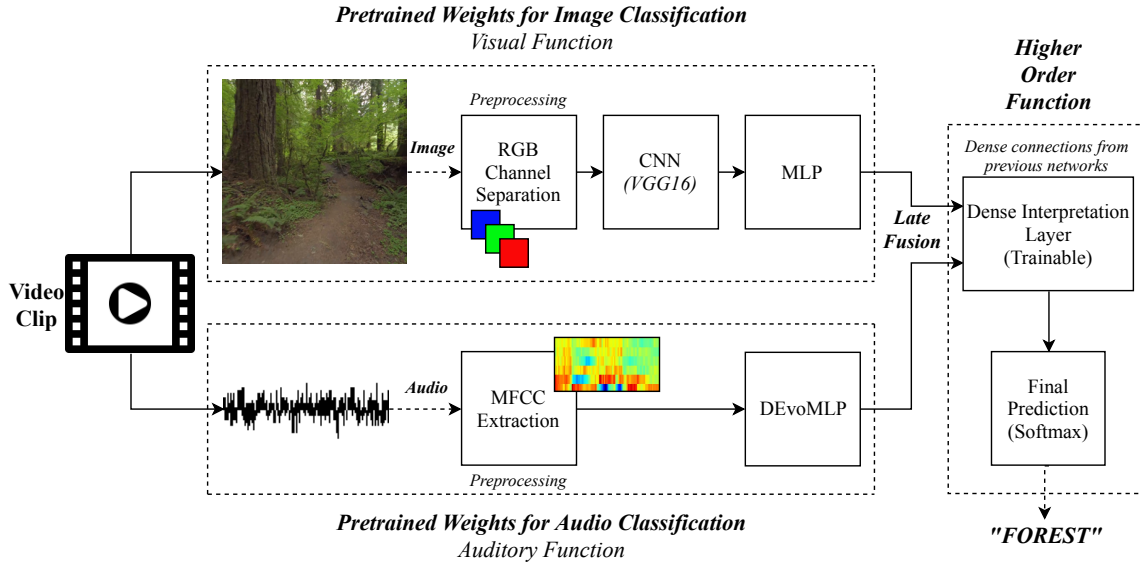 Pretrained Weights for Image Classification
Visual Function
Higher
Order
Function
Preprocessing
Image
RGB
Channel
Separation
CNN
(VGG16)
MLP
Dense connections from
previous networks
Dense Interpretation
Layer
(Trainable)
Late
Fusion
Video
Clip
Audio
MFCC
Extraction
Preprocessing
DEvoMLP
Final
Prediction
(Softmax)
"FOREST"
Pretrained Weights for Audio Classification
Auditory Function